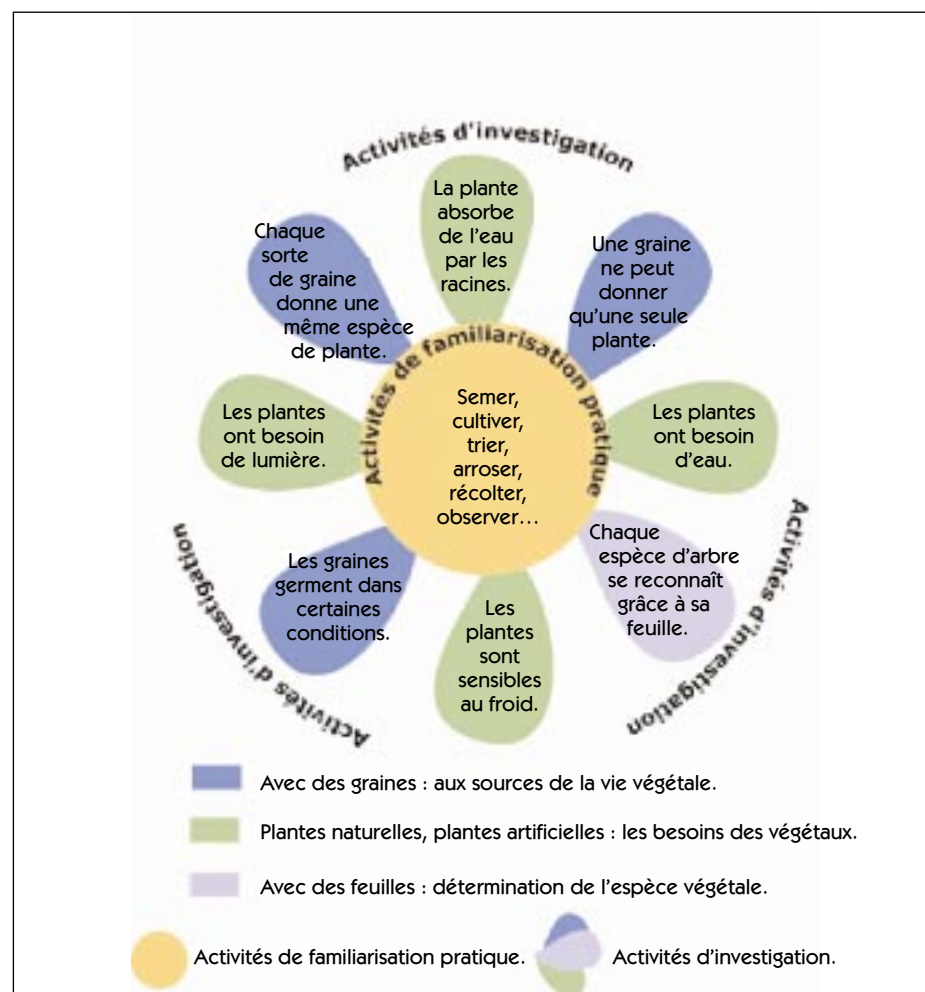 Activités d'investigation
La plante
absorbe
de l'eau
par les
racines.
Chaque
sorte
de graine
donne une
même espèce
de plante.
Une graine
ne peut
donner
qu'une seule
plante.
Activités de familiarisation pratique
Semer,
cultiver,
trier,
arroser,
récolter,
observer…
Les plantes
ont besoin
de lumière.
Les plantes
ont besoin
d'eau.
Les graines
germent dans
certaines
conditions.
Les
plantes
sont
sensibles
au froid.
Chaque
espèce d'arbre
se reconnaît
grâce à sa
feuille.
Activités d'investigation
Activités d'investigation
Avec des graines : aux sources de la vie végétale.
Plantes naturelles, plantes artificielles : les besoins des végétaux.
Avec des feuilles : détermination de l'espèce végétale.
Activités de familiarisation pratique.
Activités d'investigation.